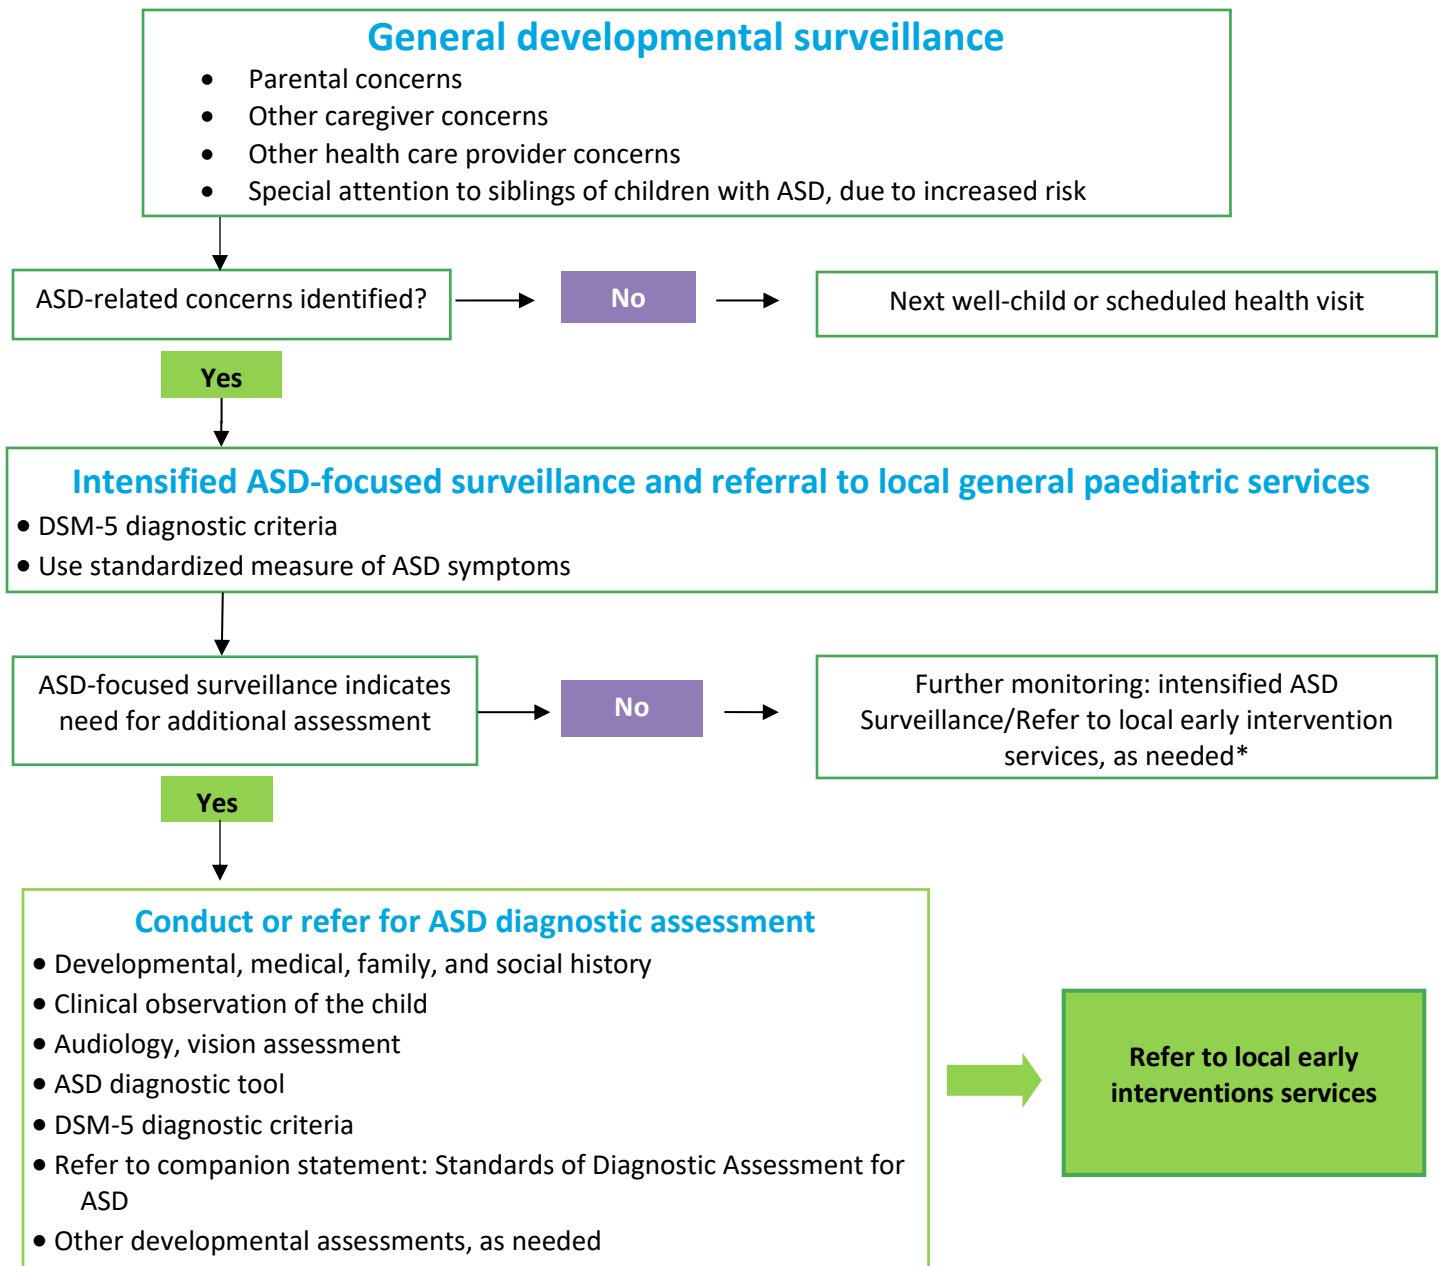 General developmental surveillance
• Parental concerns
• Other caregiver concerns
• Other health care provider concerns
• Special attention to siblings of children with ASD, due to increased risk
ASD-related concerns identified?
No
Next well-child or scheduled health visit
Yes
Intensified ASD-focused surveillance and referral to local general paediatric services
• DSM-5 diagnostic criteria
• Use standardized measure of ASD symptoms
ASD-focused surveillance indicates
need for additional assessment
No
Further monitoring: intensified ASD
Surveillance/Refer to local early intervention
services, as needed*
Yes
Conduct or refer for ASD diagnostic assessment
• Developmental, medical, family, and social history
• Clinical observation of the child
• Audiology, vision assessment
• ASD diagnostic tool
• DSM-5 diagnostic criteria
• Refer to companion statement: Standards of Diagnostic Assessment for
ASD
• Other developmental assessments, as needed
Refer to local early
interventions services